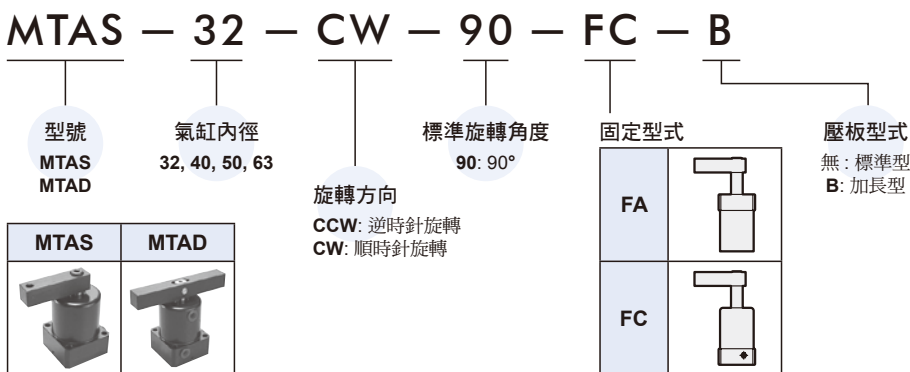 MTAS — 32 — CW — 90 — FC — B
型號
MTAS
MTAD
氣缸內徑
32, 40, 50, 63
旋轉方向
CCW: 逆時針旋轉
CW: 順時針旋轉
標準旋轉角度
90: 90°
固定型式
FA
FC
壓板型式
無 : 標準型
B: 加長型
MTAS MTAD